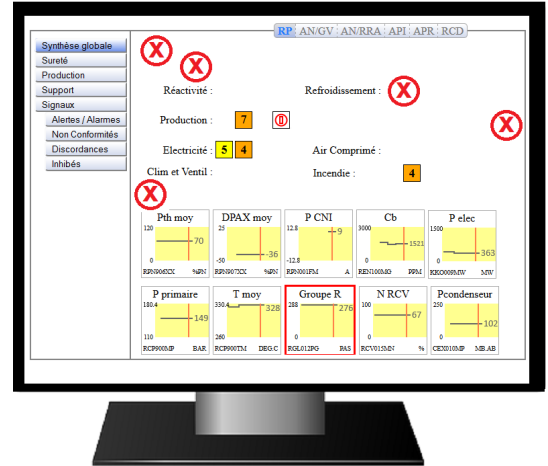 RP AN/GV AN/RRA API APR RCD
Synthèse globale
Sureté
Production
Support
Signaux
Alertes / Alarmes
Non Conformités
Discordances
Inhibés
X
X
Réactivité :
Refroidissement : X
Production : 7
X
Electricité : 5 4
Air Comprimé :
Clim et Ventil :
Incendie : 4
X
Pth moy
120
70
0
RPN906XX %PN
DPAX moy
25
-36
-50
RPN907XX %PN
P CNI
12.8
9
-12.8
RPN001FM A
Cb
3000
1521
0
REN100MG PPM
P elec
1500
363
0
KKO009MW MW
P primaire
180.4
149
110
RCP900MP BAR
T moy
330.4
328
260
RCP900TM DEG.C
Groupe R
288
276
0
RGL012PG PAS
N RCV
100
67
0
RCV015MN %
Pcondenseur
250
102
0
CEX010MP MB.AB